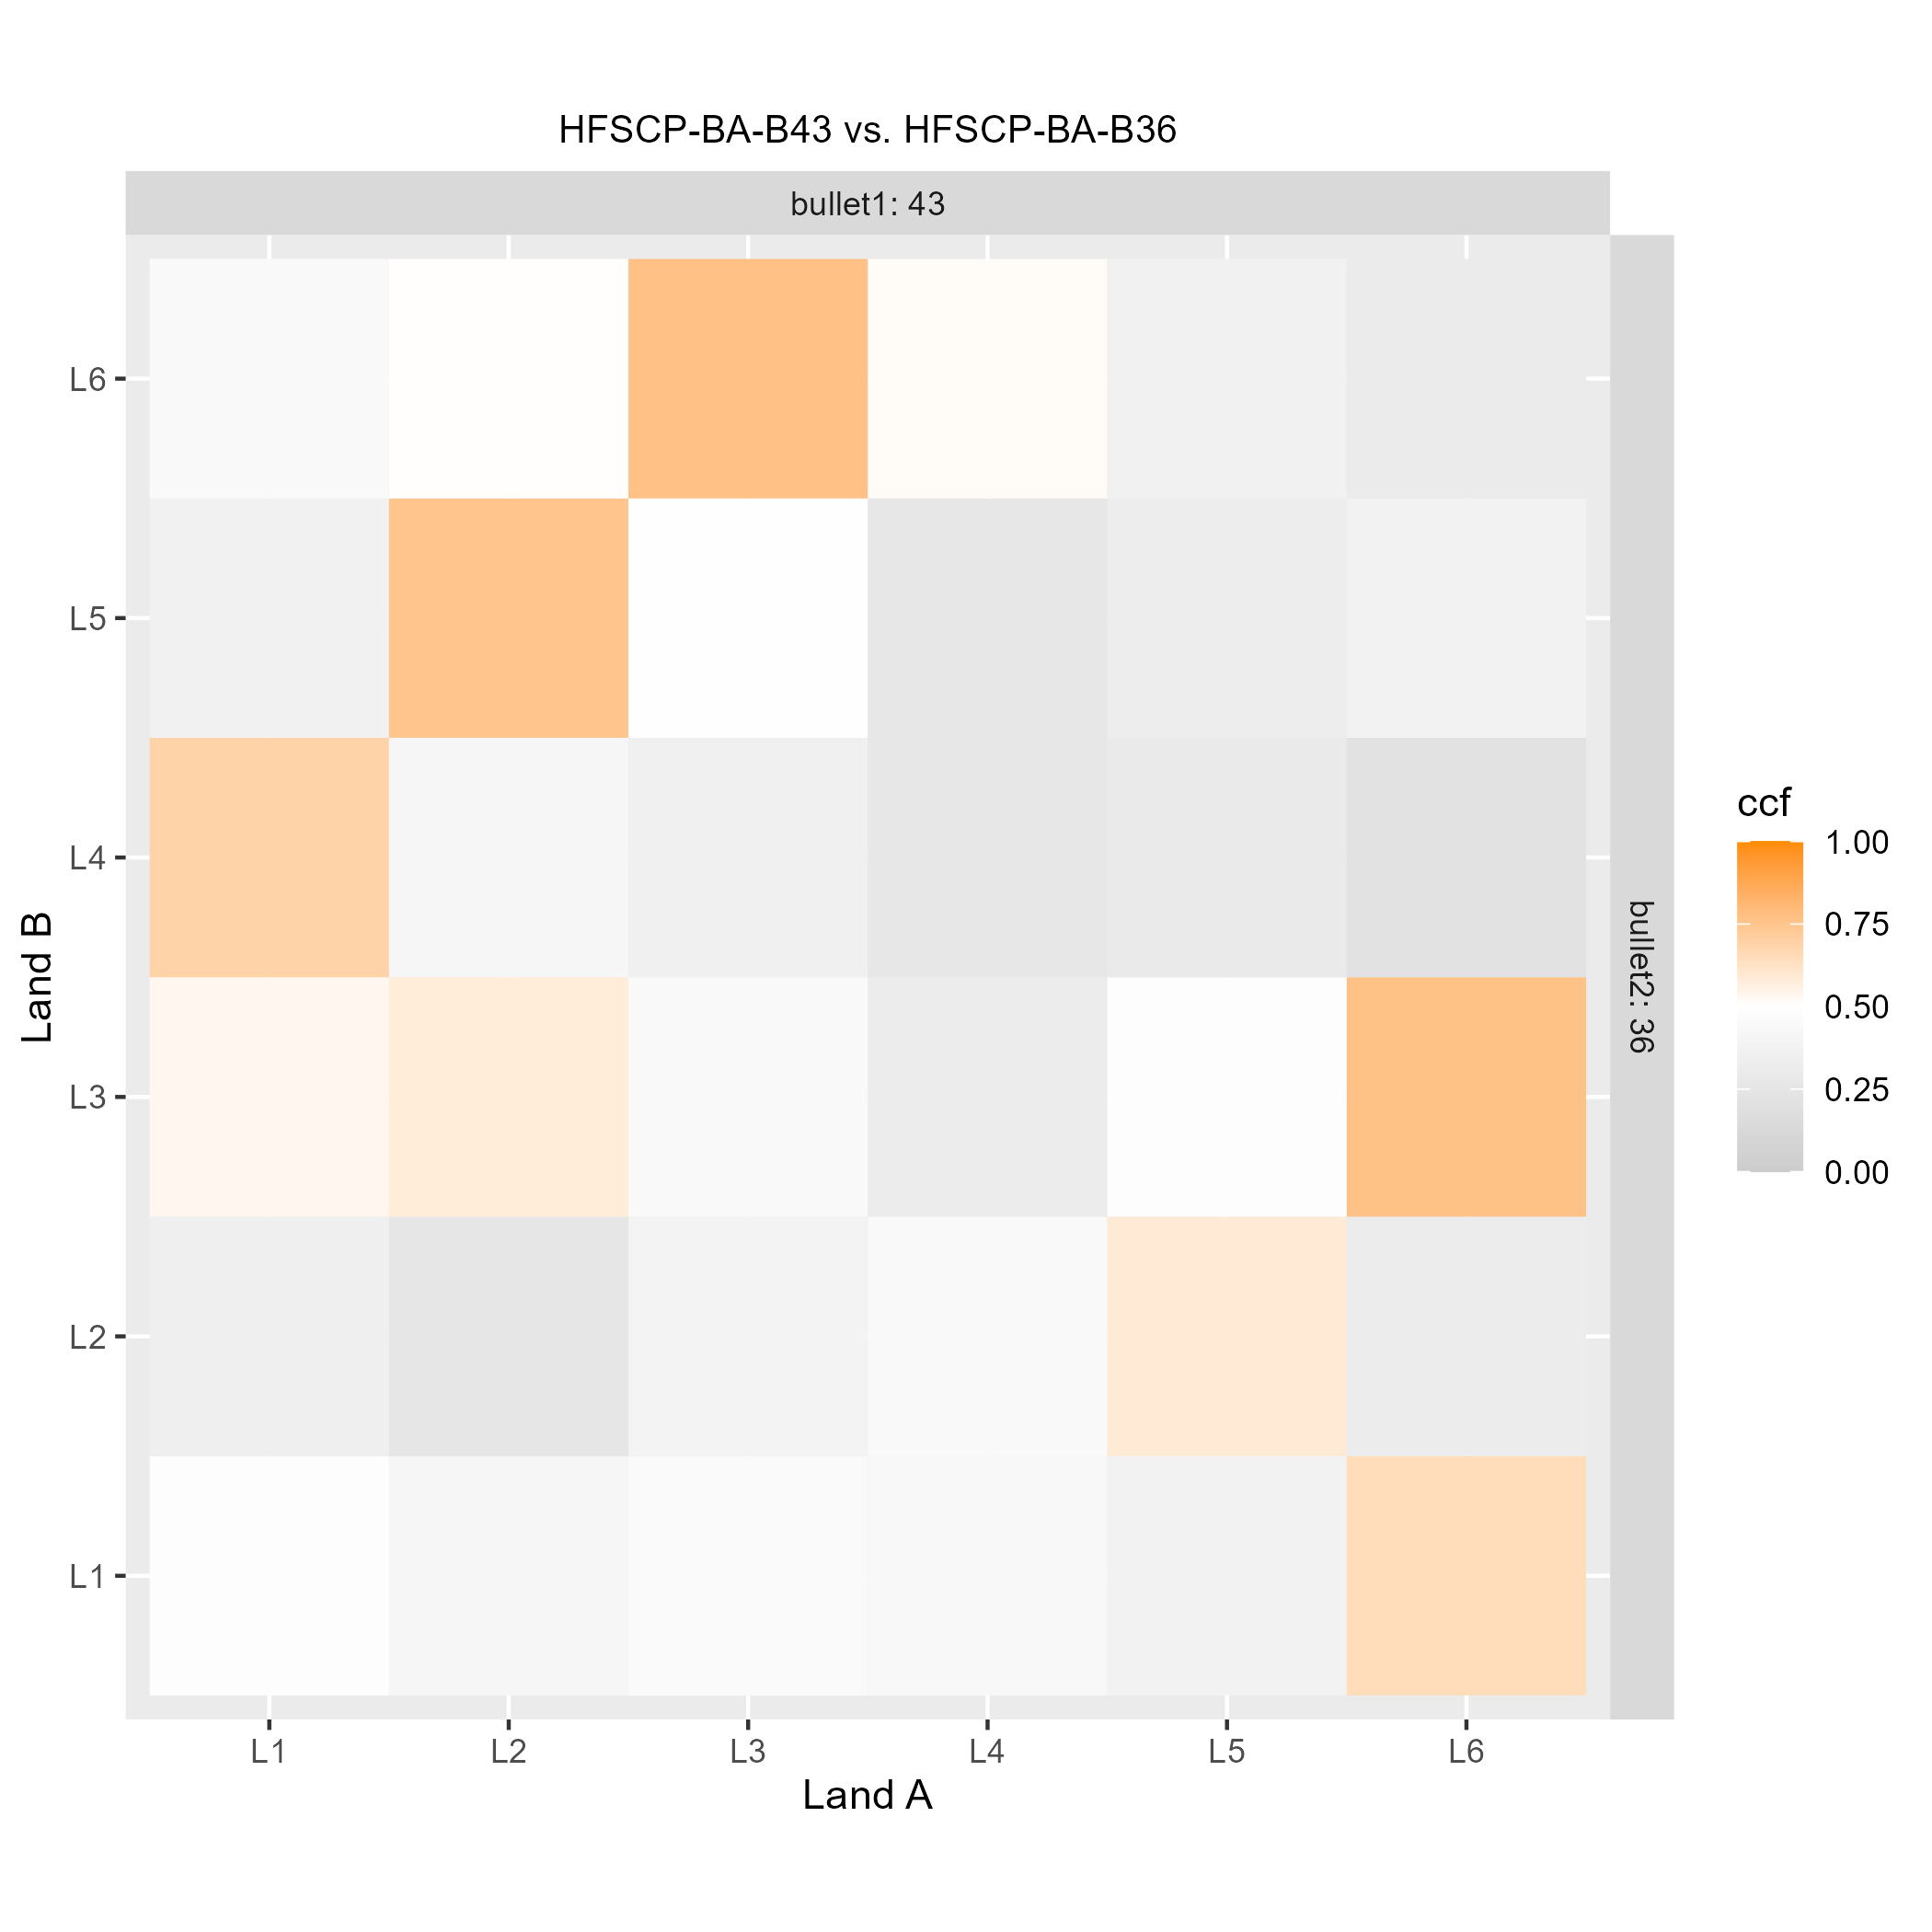 HFSCP-BA-B43 vs. HFSCP-BA-B36
bullet1: 43
L6
L5
L4
L3
L2
L1
Land B
bullet2: 36
L1 L2 L3 L4 L5 L6
Land A
ccf
1.00
0.75
0.50
0.25
0.00